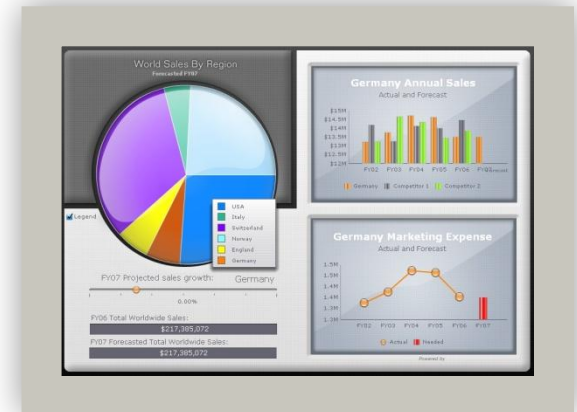 World Sales By Region
Forecasted FY07
Legend
USA
Italy
Switzerland
Norway
England
Germany
FY07 Projected sales growth: Germany
0.00%
FY06 Total Worldwide Sales:
$217,385,072
FY07 Forecasted Total Worldwide Sales:
$217,385,072
Germany Annual Sales
Actual and Forecast
$15M
$14.5M
$14M
$13.5M
$13M
$12.5M
$12M
FY02 FY03 FY04 FY05 FY06
Germany Competitor 1 Competitor 2
Germany Marketing Expense
Actual and Forecast
1.5M
1.5M
1.4M
1.4M
1.3M
FY02 FY03 FY04 FY05 FY06 FY07
Actual Needed
Powered by